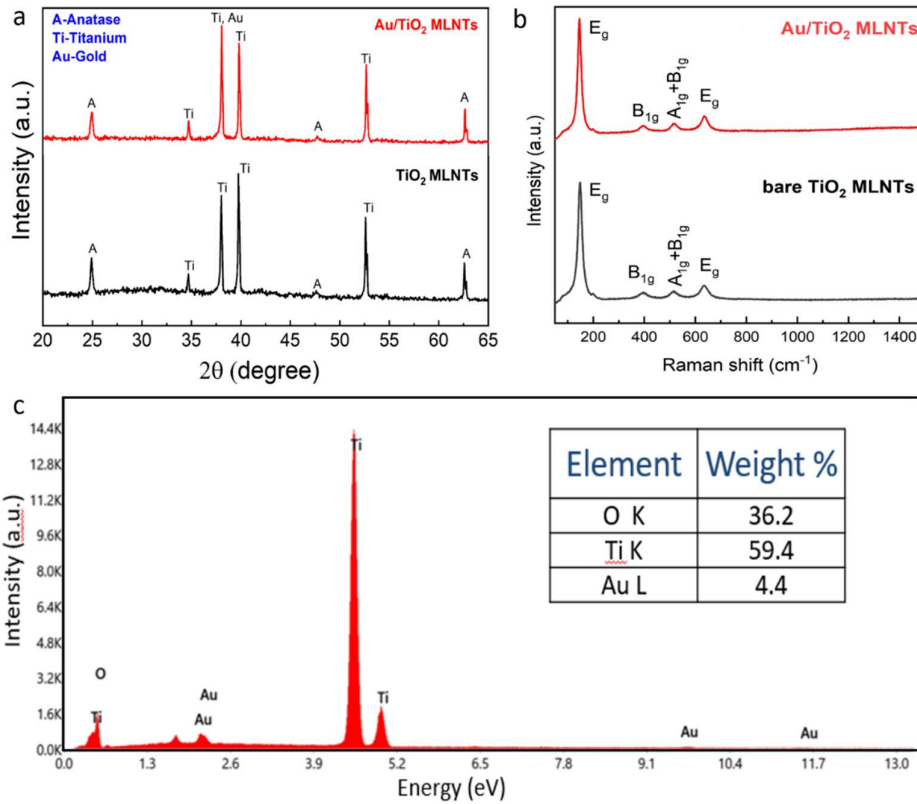 a
A-Anatase
Ti-Titanium
Au-Gold
Au/TiO2 MLNTs
Ti, Au
Ti
A
Ti
A
Ti
A
TiO2 MLNTs
Ti
Ti
A
Ti
A
Ti
A
Intensity (a.u.)
20 25 30 35 40 45 50 55 60 65
2θ (degree)
b
Au/TiO2 MLNTs
Eg
B1g
A1g+B1g
Eg
bare TiO2 MLNTs
Eg
B1g
A1g+B1g
Eg
Intensity (a.u.)
200 400 600 800 1000 1200 1400
Raman shift (cm-1)
c
14.4K
12.8K
11.2K
9.6K
8.0K
6.4K
4.8K
3.2K
1.6K
0.0K
Intensity (a.u.)
Ti
O
Ti
Au
Au
Ti
Au
Au
0.0 1.3 2.6 3.9 5.2 6.5 7.8 9.1 10.4 11.7 13.0
Energy (eV)
Element Weight %
O K 36.2
Ti K 59.4
Au L 4.4